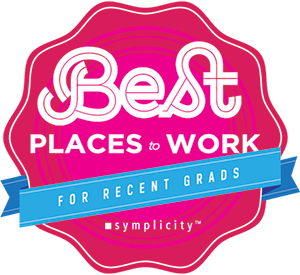 Best
PLACES to WORK
FOR RECENT GRADS
symplicity™